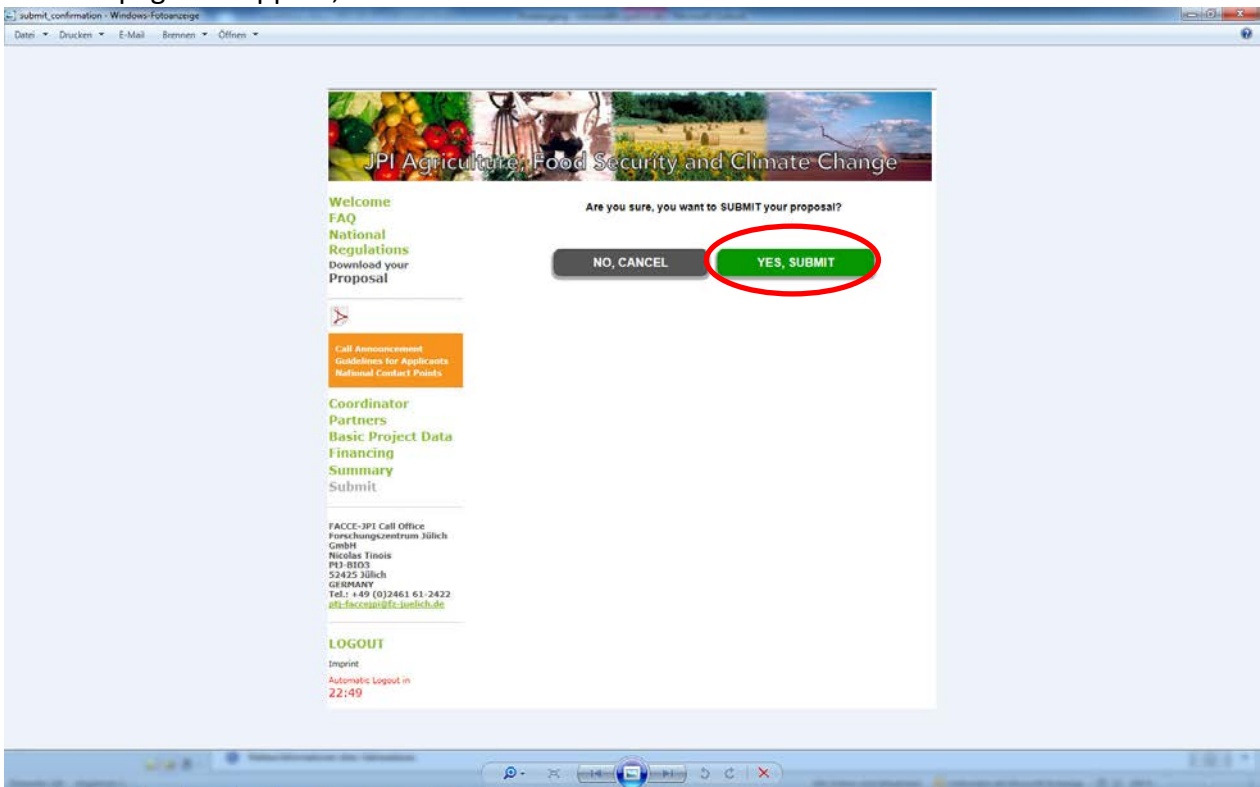 submit_confirmation - Windows-Fotoanzeige
Datei Drucken E-Mail Brennen Öffnen
JPI Agriculture, Food Security and Climate Change
Welcome
FAQ
National
Regulations
Download your
Proposal
Are you sure, you want to SUBMIT your proposal?
NO, CANCEL YES, SUBMIT
Call Announcement
Guidelines for Applicants
National Contact Points
Coordinator
Partners
Basic Project Data
Financing
Summary
Submit
FACCE-JPI Call Office
Forschungszentrum Jülich
GmbH
Nicolas Tinois
PtJ-BIO3
52425 Jülich
GERMANY
Tel.: +49 (0)2461 61-2422
ptj-faccejpi@fz-juelich.de
LOGOUT
Imprint
Automatic Logout in
22:49